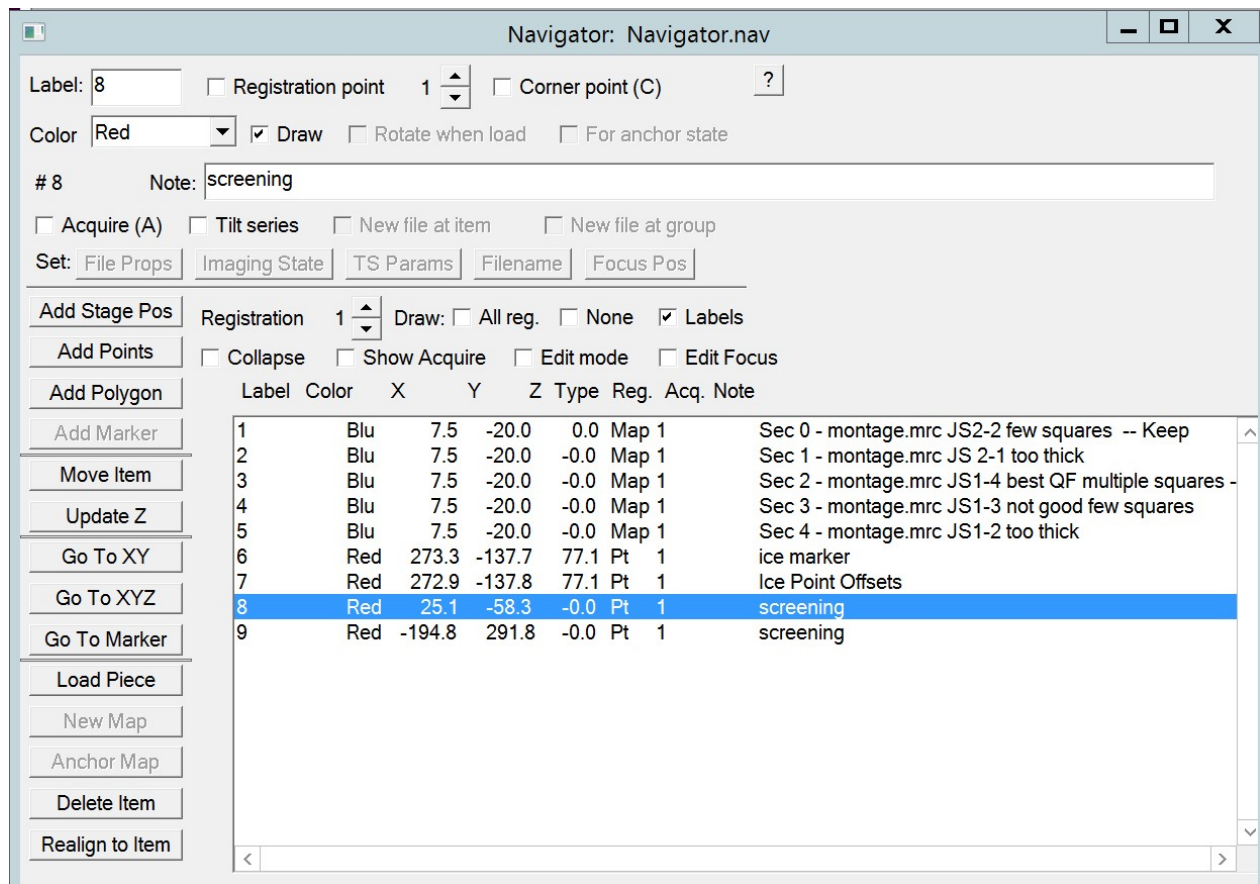 Navigator: Navigator.nav
Label: 8 Registration point 1 Corner point (C) ?
Color Red Draw Rotate when load For anchor state
# 8 Note: screening
Acquire (A) Tilt series New file at item New file at group
Set: File Props Imaging State TS Params Filename Focus Pos
Add Stage Pos Registration 1 Draw: All reg. None Labels
Add Points Collapse Show Acquire Edit mode Edit Focus
Add Polygon Label Color X Y Z Type Reg. Acq. Note
Add Marker
Move Item
Update Z
Go To XY
Go To XYZ
Go To Marker
Load Piece
New Map
Anchor Map
Delete Item
Realign to Item
1 Blu 7.5 -20.0 0.0 Map 1 Sec 0 - montage.mrc JS2-2 few squares -- Keep
2 Blu 7.5 -20.0 -0.0 Map 1 Sec 1 - montage.mrc JS 2-1 too thick
3 Blu 7.5 -20.0 -0.0 Map 1 Sec 2 - montage.mrc JS1-4 best QF multiple squares -
4 Blu 7.5 -20.0 -0.0 Map 1 Sec 3 - montage.mrc JS1-3 not good few squares
5 Blu 7.5 -20.0 -0.0 Map 1 Sec 4 - montage.mrc JS1-2 too thick
6 Red 273.3 -137.7 77.1 Pt 1 ice marker
7 Red 272.9 -137.8 77.1 Pt 1 Ice Point Offsets
8 Red 25.1 -58.3 -0.0 Pt 1 screening
9 Red -194.8 291.8 -0.0 Pt 1 screening